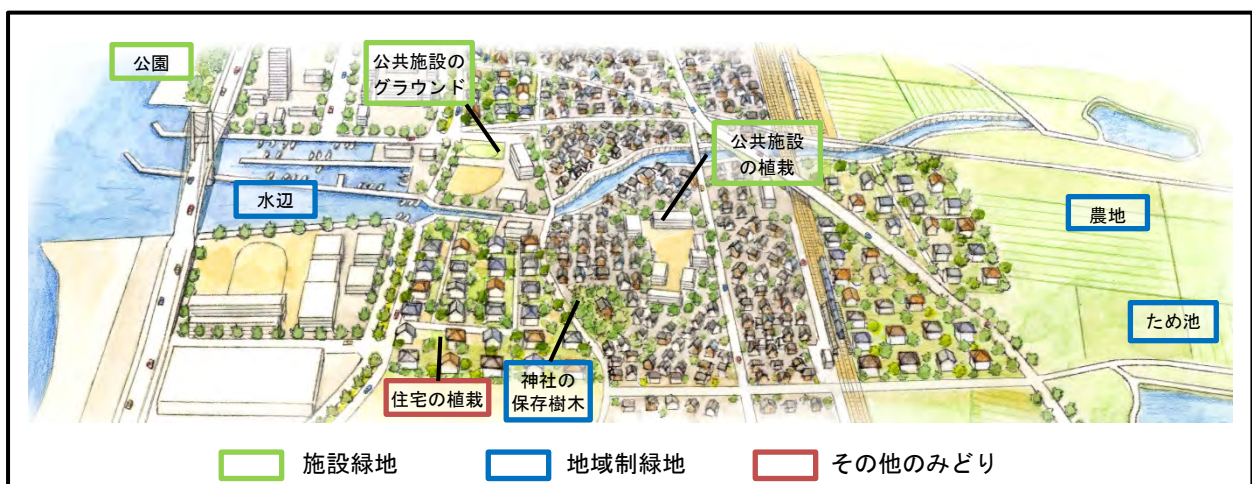 公園
公共施設の
グラウンド
公共施設
の植栽
水辺
農地
ため池
住宅の植栽
神社の
保存樹木
施設緑地
地域制緑地
その他のみどり